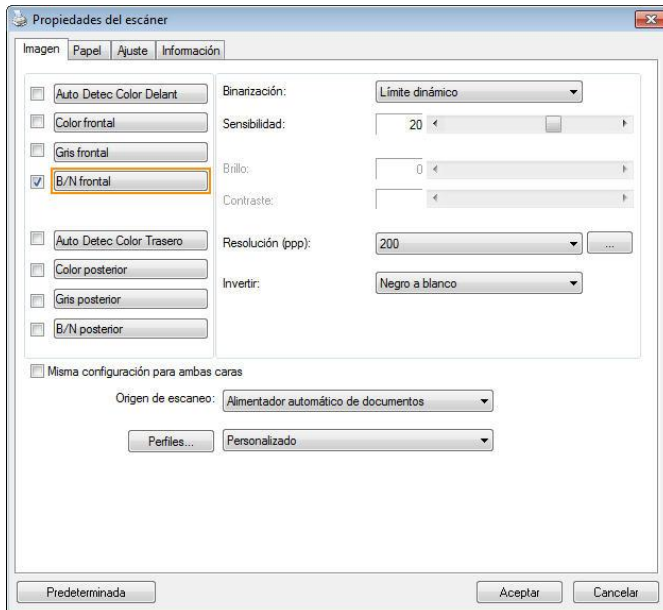 Propiedades del escáner
Imagen Papel Ajuste Información
Auto Detec Color Delant
Color frontal
Gris frontal
B/N frontal
Auto Detec Color Trasero
Color posterior
Gris posterior
B/N posterior
Binarización: Límite dinámico
Sensibilidad: 20
Brillo: 0
Contraste:
Resolución (ppp): 200 ...
Invertir: Negro a blanco
Misma configuración para ambas caras
Origen de escaneo: Alimentador automático de documentos
Perfiles... Personalizado
Predeterminada Aceptar Cancelar